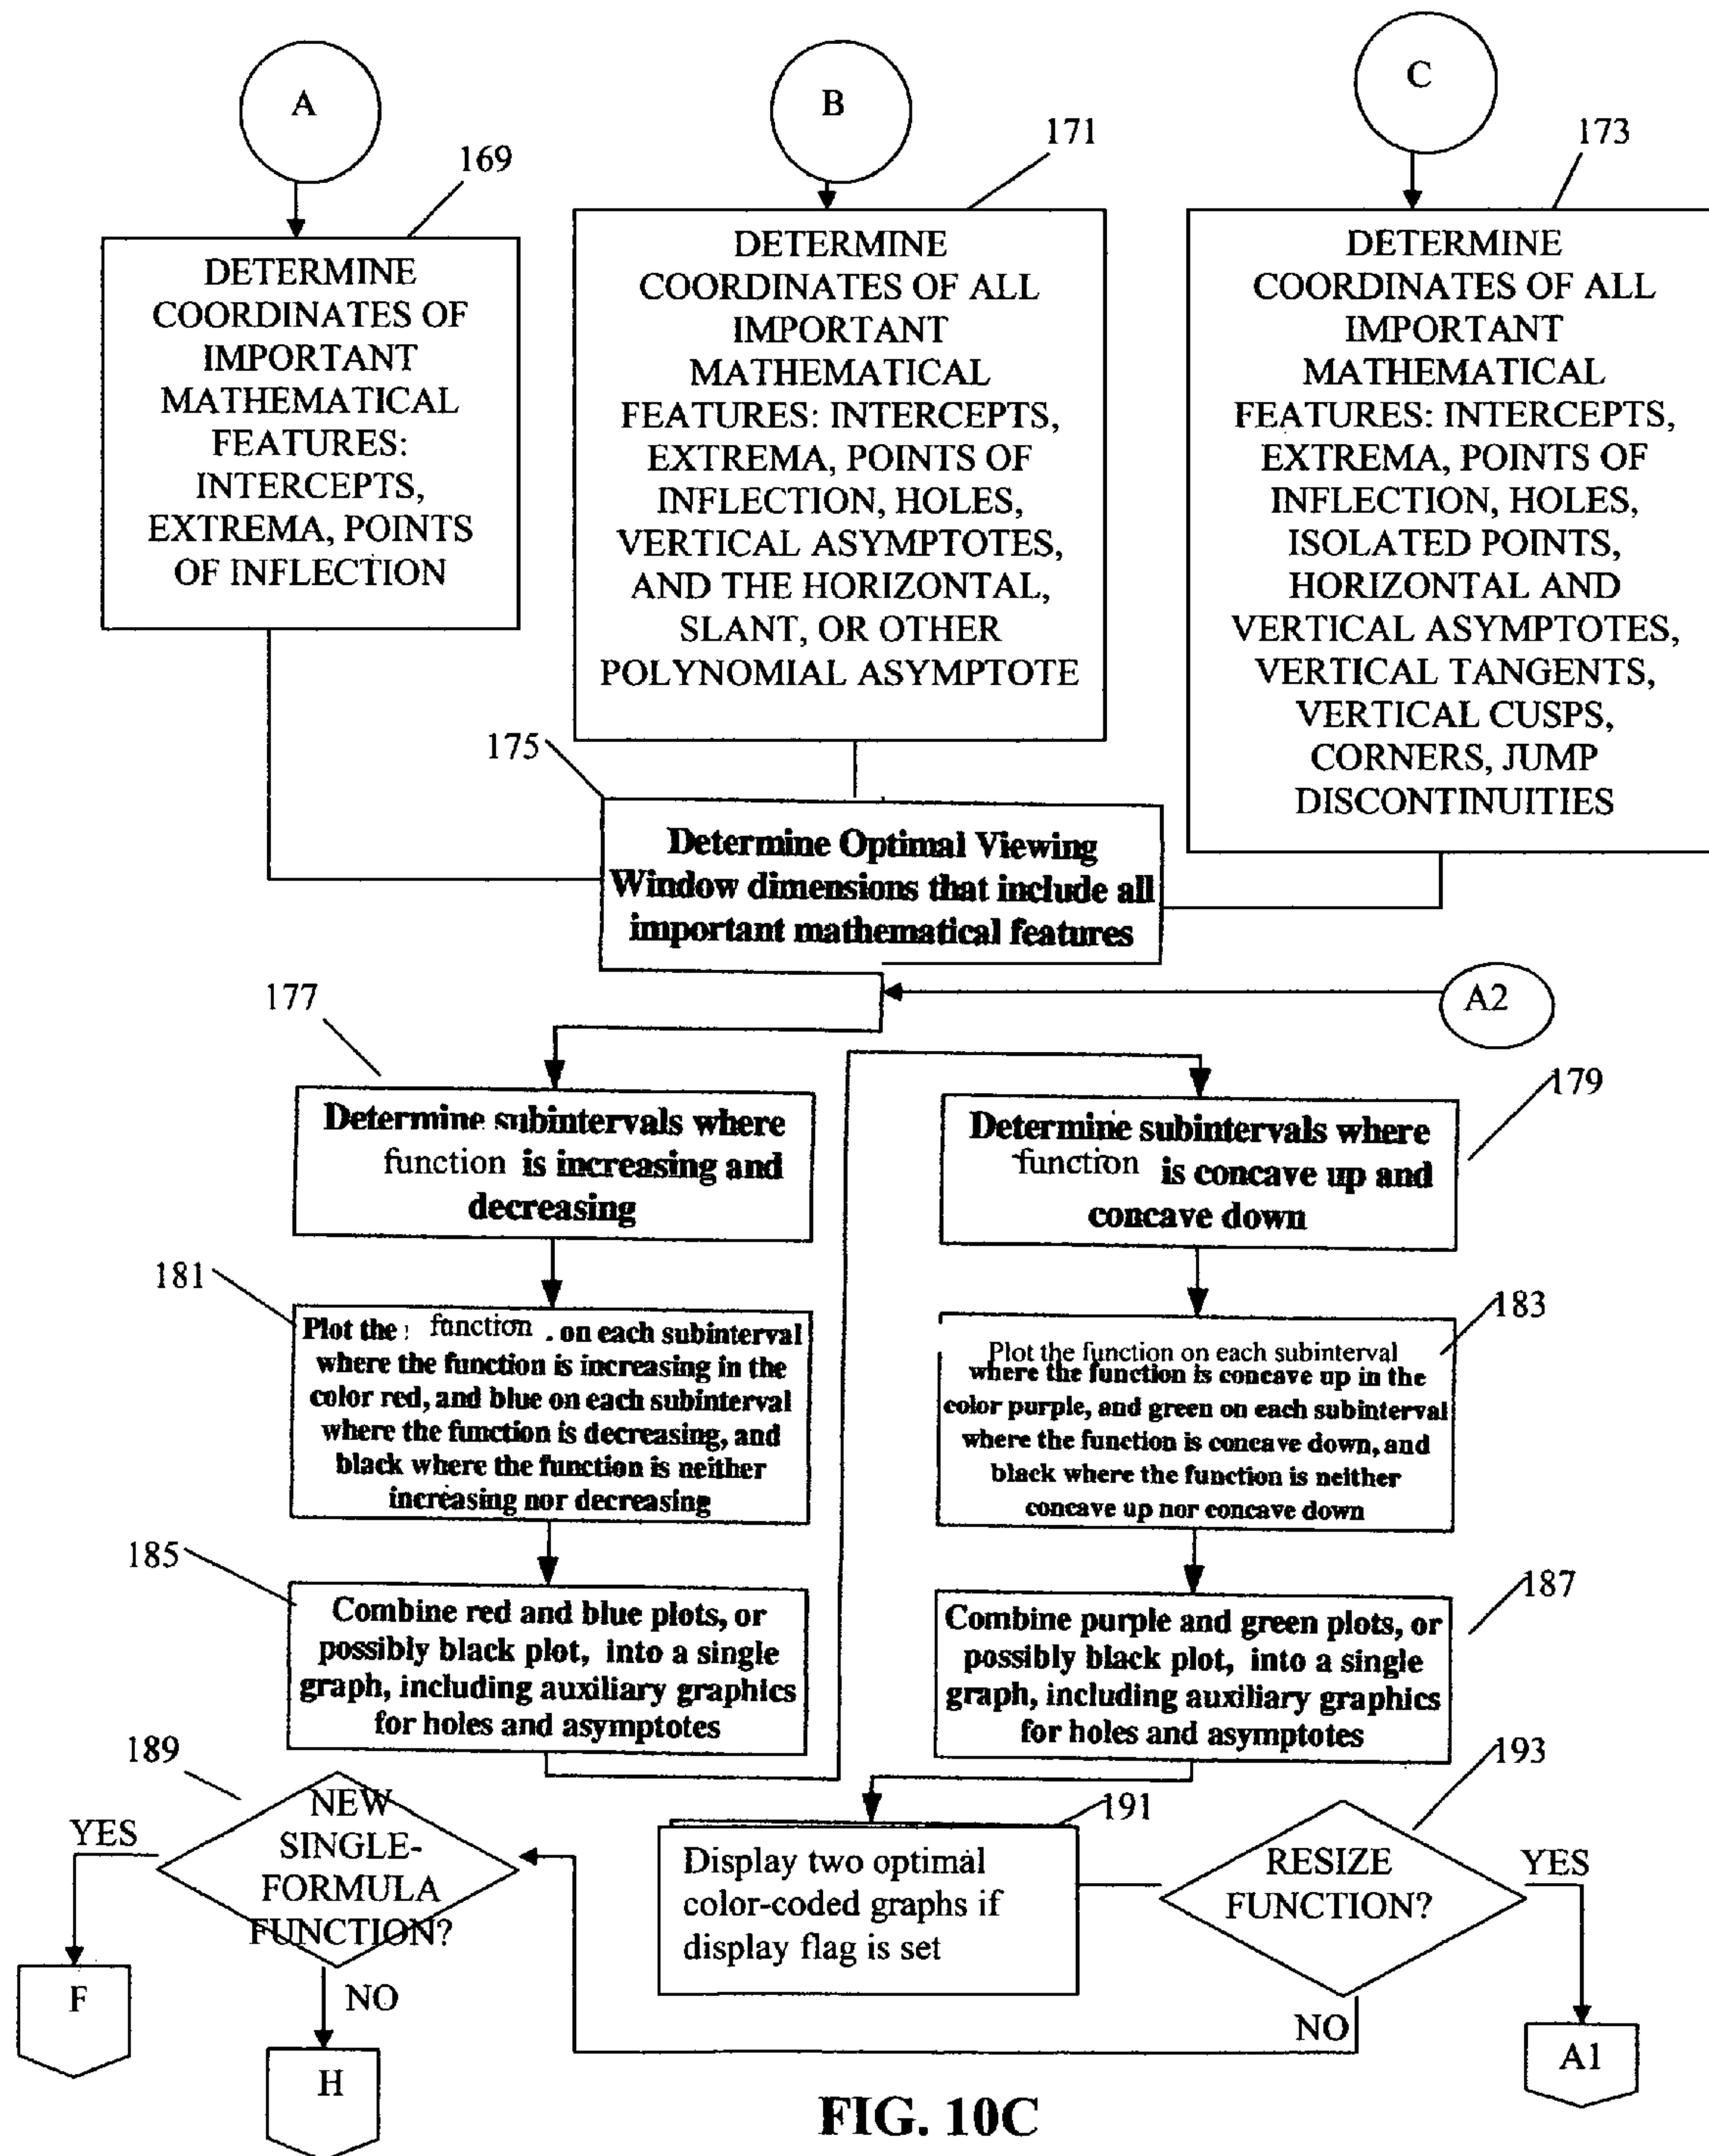 A
B
C
169
171
173
DETERMINE
COORDINATES OF
IMPORTANT
MATHEMATICAL
FEATURES:
INTERCEPTS,
EXTREMA, POINTS
OF INFLECTION
DETERMINE
COORDINATES OF ALL
IMPORTANT
MATHEMATICAL
FEATURES: INTERCEPTS,
EXTREMA, POINTS OF
INFLECTION, HOLES,
VERTICAL ASYMPTOTES,
AND THE HORIZONTAL,
SLANT, OR OTHER
POLYNOMIAL ASYMPTOTE
DETERMINE
COORDINATES OF ALL
IMPORTANT
MATHEMATICAL
FEATURES: INTERCEPTS,
EXTREMA, POINTS OF
INFLECTION, HOLES,
ISOLATED POINTS,
HORIZONTAL AND
VERTICAL ASYMPTOTES,
VERTICAL TANGENTS,
VERTICAL CUSPS,
CORNERS, JUMP
DISCONTINUITIES
175
Determine Optimal Viewing
Window dimensions that include all
important mathematical features
A2
177
Determine subintervals where
function is increasing and
decreasing
179
Determine subintervals where
function is concave up and
concave down
181
Plot the function . on each subinterval
where the function is increasing in the
color red, and blue on each subinterval
where the function is decreasing, and
black where the function is neither
increasing nor decreasing
183
Plot the function on each subinterval
where the function is concave up in the
color purple, and green on each subinterval
where the function is concave down, and
black where the function is neither
concave up nor concave down
185
Combine red and blue plots, or
possibly black plot, into a single
graph, including auxiliary graphics
for holes and asymptotes
187
Combine purple and green plots, or
possibly black plot, into a single
graph, including auxiliary graphics
for holes and asymptotes
189
NEW
SINGLE-
FORMULA
FUNCTION?
YES
F
NO
H
191
Display two optimal
color-coded graphs if
display flag is set
193
RESIZE
FUNCTION?
YES
NO
A1
FIG. 10C